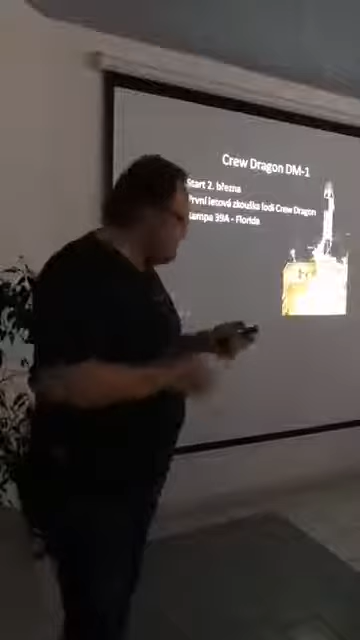 Crew Dragon DM-1
Start 2. března
První letová zkouška lodi Crew Dragon
Rampa 39A - Florida